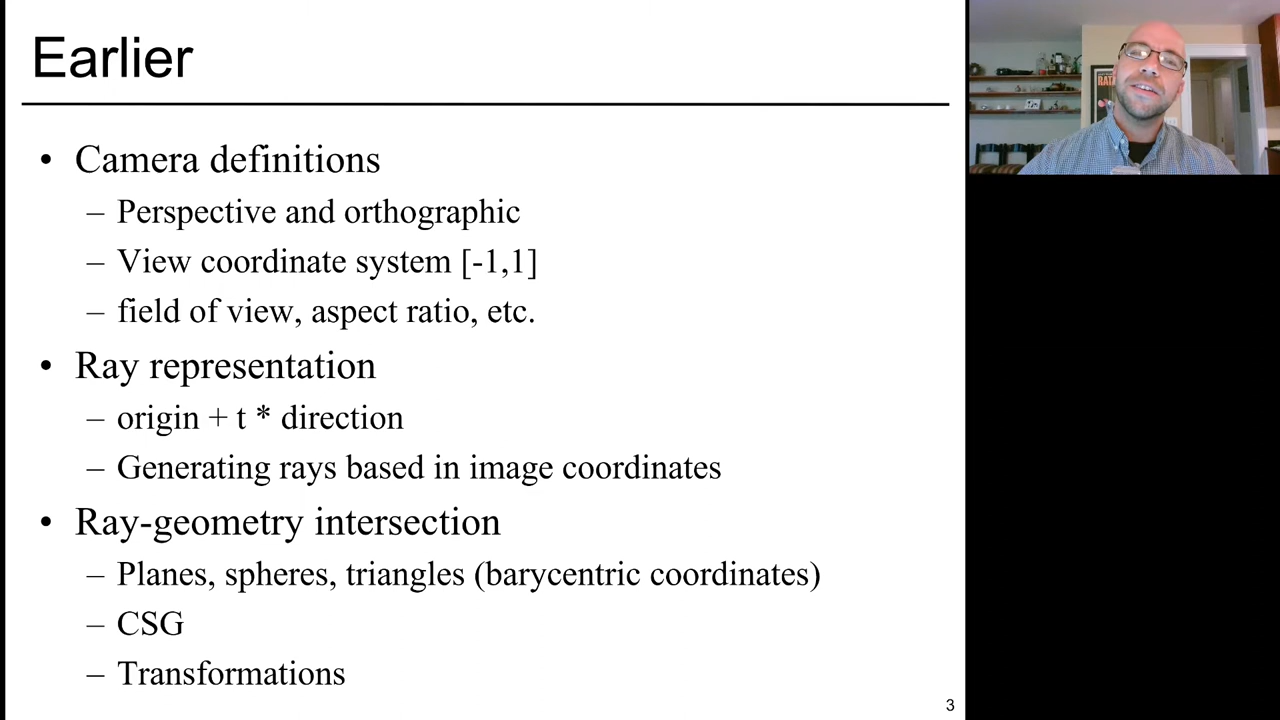 Earlier
• Camera definitions
– Perspective and orthographic
– View coordinate system [-1,1]
– field of view, aspect ratio, etc.
• Ray representation
– origin + t * direction
– Generating rays based in image coordinates
• Ray-geometry intersection
– Planes, spheres, triangles (barycentric coordinates)
– CSG
– Transformations
3